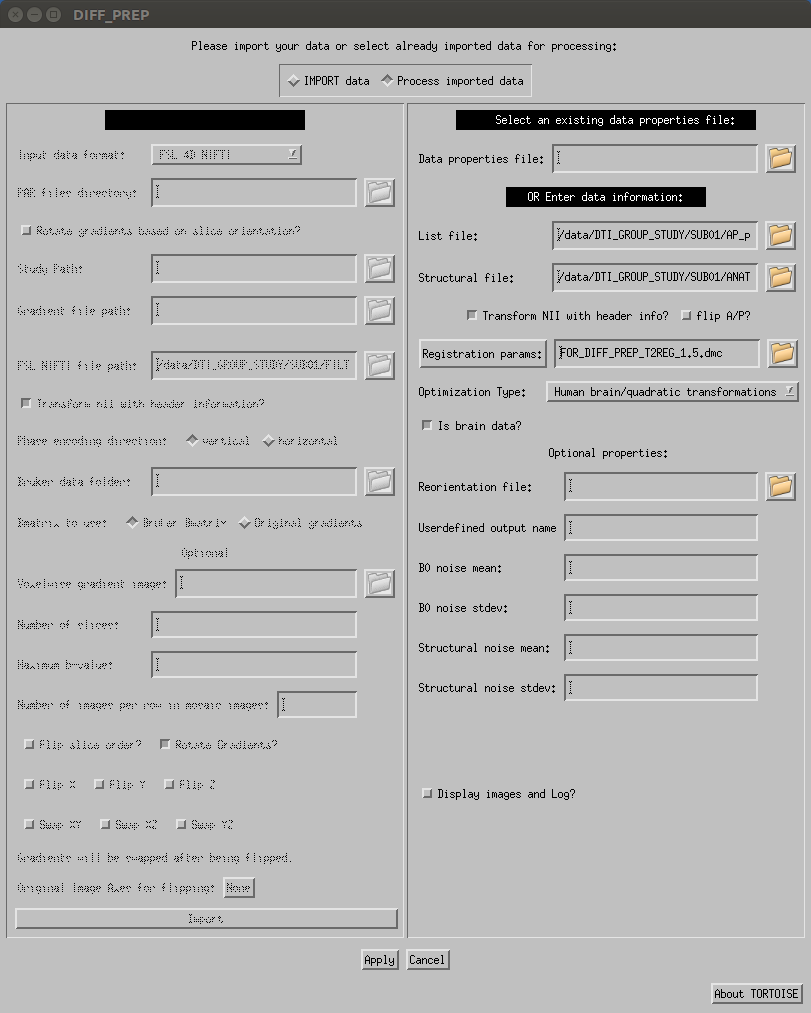 DIFF_PREP
Please import your data or select already imported data for processing:
IMPORT data Process imported data
Input data format: FSL 4D NIFTI
PAR files directory:
Rotate gradients based on slice orientation?
Study Path:
Gradient file path:
FSL NIFTI file path: /data/DTI_GROUP_STUDY/SUB01/FILT
Transform nii with header information?
Phase encoding direction: vertical horizontal
Bruker data folder:
Bmatrix to use: Bruker Bmatrix Original gradients
Optional
Voxelwise gradient image:
Number of slices:
Maximum b-value:
Number of images per row in mosaic images:
Flip slice order? Rotate Gradients?
Flip X Flip Y Flip Z
Swap XY Swap XZ Swap YZ
Gradients will be swapped after being flipped.
Original Image Axes for flipping: None
Import
Select an existing data properties file:
Data properties file:
OR Enter data information:
List file: /data/DTI_GROUP_STUDY/SUB01/AP_p
Structural file: /data/DTI_GROUP_STUDY/SUB01/ANAT
Transform NII with header info? flip A/P?
Registration params: FOR_DIFF_PREP_T2REG_1.5.dmc
Optimization Type: Human brain/quadratic transformations
Is brain data?
Optional properties:
Reorientation file:
Userdefined output name
B0 noise mean:
B0 noise stdev:
Structural noise mean:
Structural noise stdev:
Display images and Log?
Apply Cancel
About TORTOISE